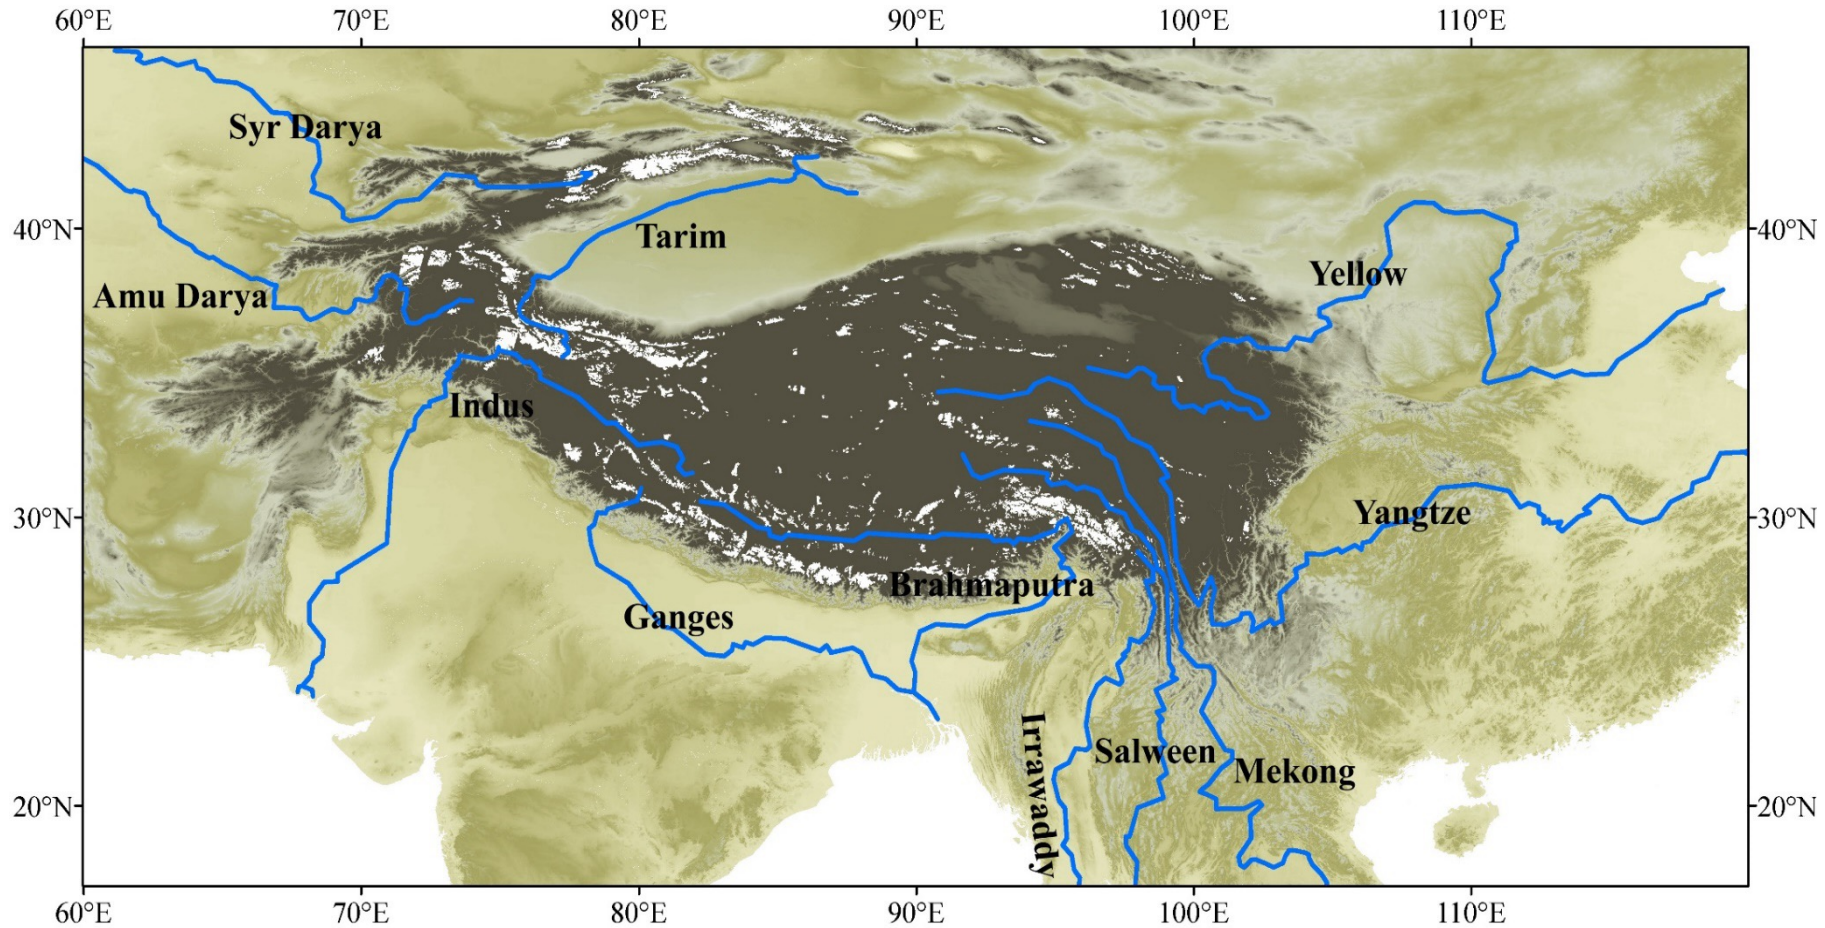 60°E 70°E 80°E 90°E 100°E 110°E
Syr Darya
40°N 40°N
Tarim
Yellow
Amu Darya
Indus
30°N 30°N
Yangtze
Brahmaputra
Ganges
Irrawaddy
Salween
Mekong
20°N 20°N
60°E 70°E 80°E 90°E 100°E 110°E